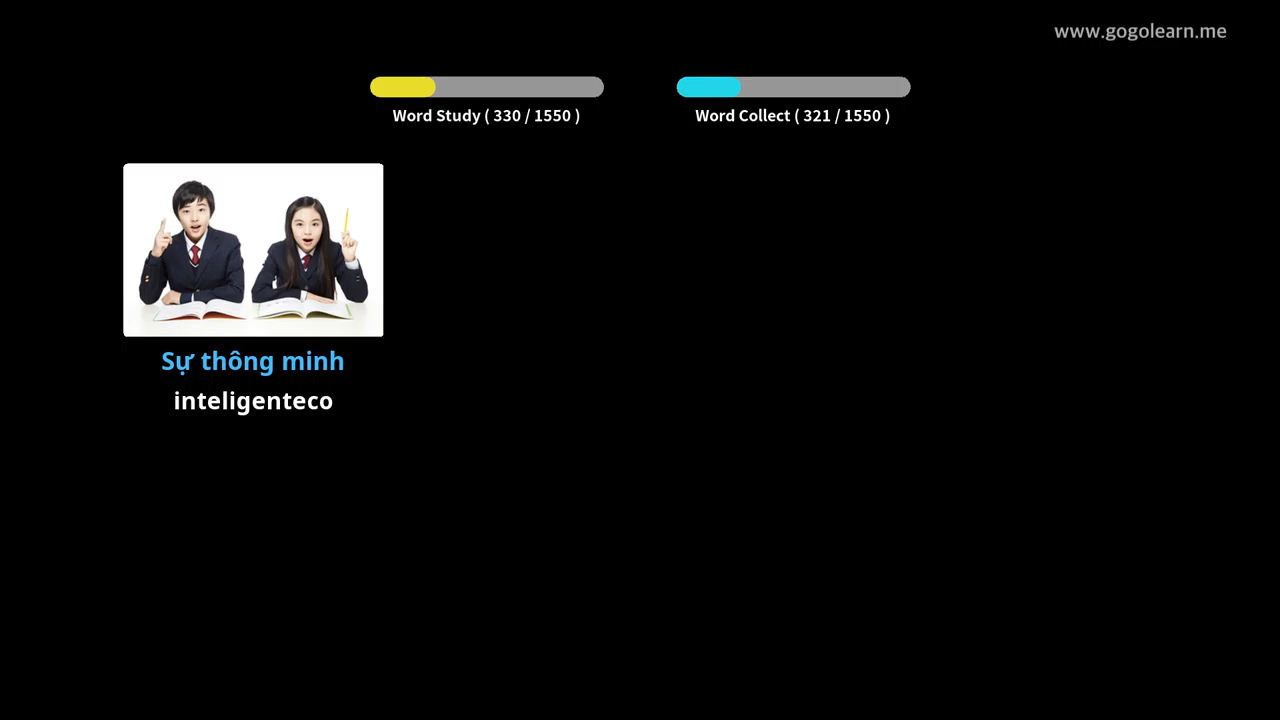 www.gogolearn.me
Word Study ( 330 / 1550 )
Word Collect ( 321 / 1550 )
Sự thông minh
inteligenteco